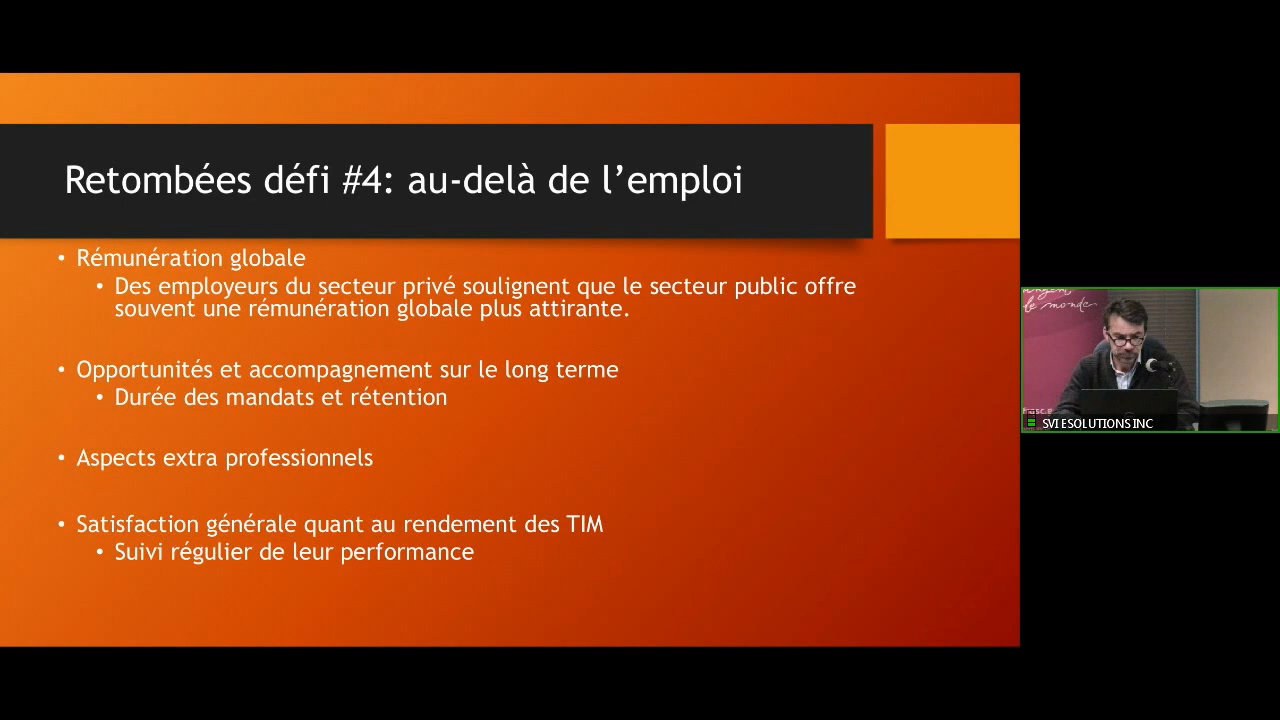 Retombées défi #4: au-delà de l’emploi
• Rémunération globale
• Des employeurs du secteur privé soulignent que le secteur public offre
souvent une rémunération globale plus attirante.
• Opportunités et accompagnement sur le long terme
• Durée des mandats et rétention
• Aspects extra professionnels
• Satisfaction générale quant au rendement des TIM
• Suivi régulier de leur performance
le monde
SVI ESOLUTIONS INC